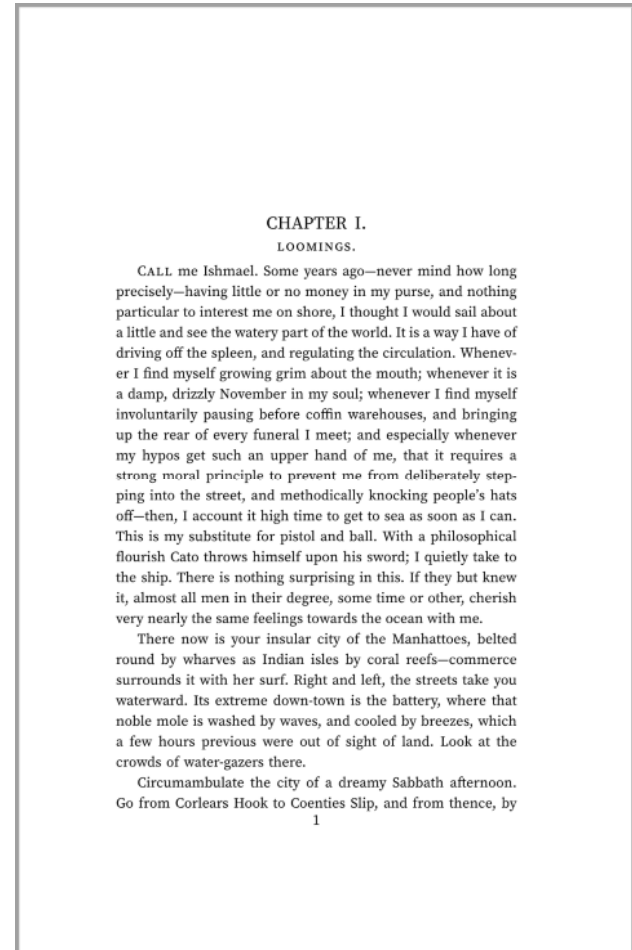 CHAPTER I.
LOOMINGS.
CALL me Ishmael. Some years ago—never mind how long
precisely—having little or no money in my purse, and nothing
particular to interest me on shore, I thought I would sail about
a little and see the watery part of the world. It is a way I have of
driving off the spleen, and regulating the circulation. Whenev-
er I find myself growing grim about the mouth; whenever it is
a damp, drizzly November in my soul; whenever I find myself
involuntarily pausing before coffin warehouses, and bringing
up the rear of every funeral I meet; and especially whenever
my hypos get such an upper hand of me, that it requires a
strong moral principle to prevent me from deliberately step-
ping into the street, and methodically knocking people’s hats
off—then, I account it high time to get to sea as soon as I can.
This is my substitute for pistol and ball. With a philosophical
flourish Cato throws himself upon his sword; I quietly take to
the ship. There is nothing surprising in this. If they but knew
it, almost all men in their degree, some time or other, cherish
very nearly the same feelings towards the ocean with me.
There now is your insular city of the Manhattoes, belted
round by wharves as Indian isles by coral reefs—commerce
surrounds it with her surf. Right and left, the streets take you
waterward. Its extreme down-town is the battery, where that
noble mole is washed by waves, and cooled by breezes, which
a few hours previous were out of sight of land. Look at the
crowds of water-gazers there.
Circumambulate the city of a dreamy Sabbath afternoon.
Go from Corlears Hook to Coenties Slip, and from thence, by
1